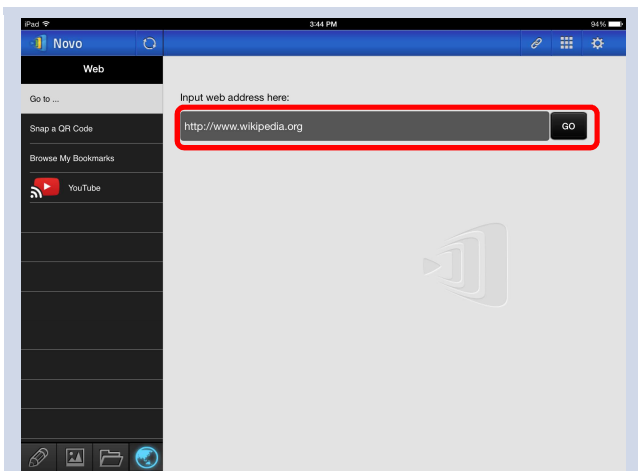 iPad
3:44 PM
94%
Novo
Web
Go to ...
Snap a QR Code
Browse My Bookmarks
YouTube
Input web address here:
http://www.wikipedia.org
GO